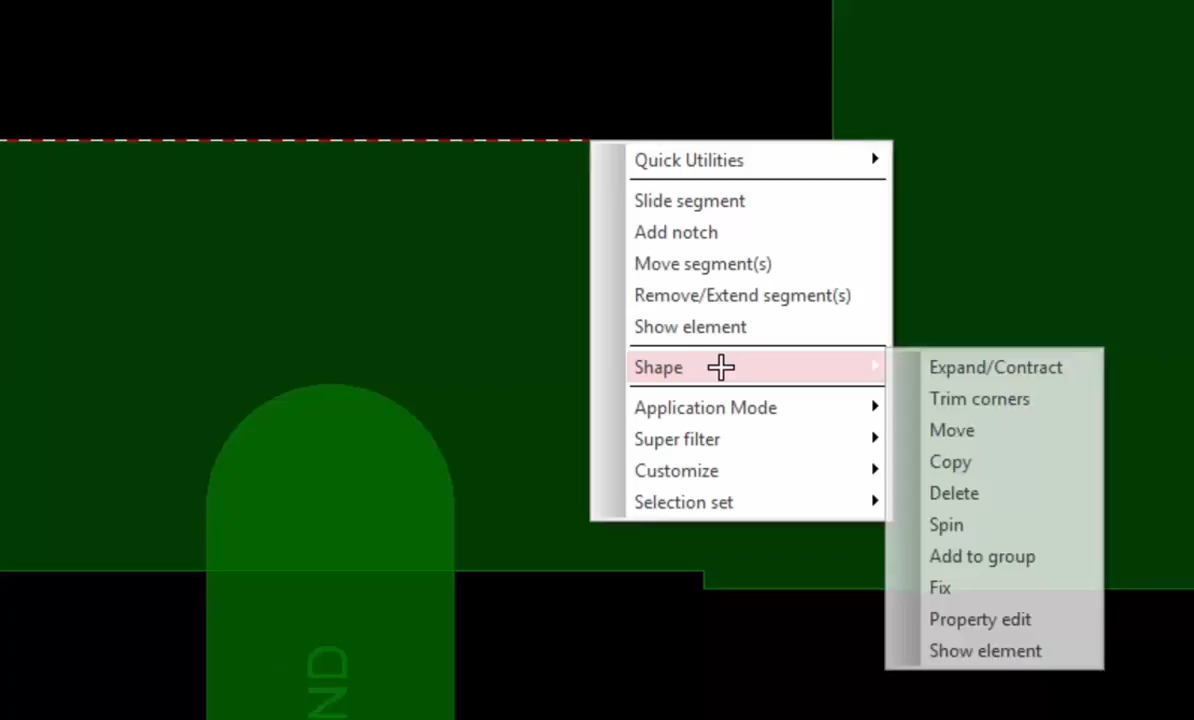 Quick Utilities
Slide segment
Add notch
Move segment(s)
Remove/Extend segment(s)
Show element
Shape
Application Mode
Super filter
Customize
Selection set
Expand/Contract
Trim corners
Move
Copy
Delete
Spin
Add to group
Fix
Property edit
Show element
ND